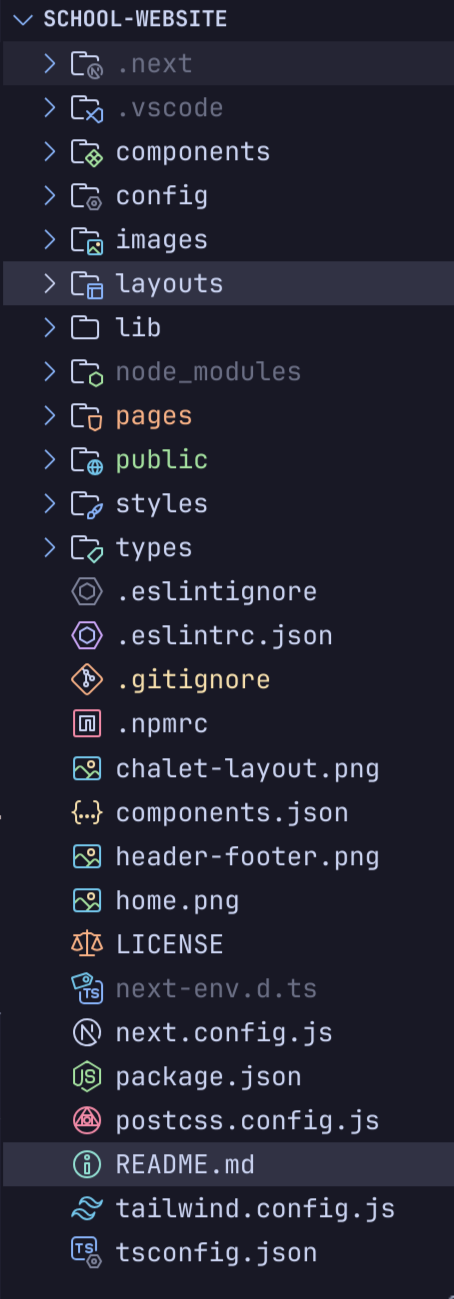 SCHOOL-WEBSITE
.next
.vscode
components
config
images
layouts
lib
node_modules
pages
public
styles
types
.eslintignore
.eslintrc.json
.gitignore
.npmrc
chalet-layout.png
components.json
header-footer.png
home.png
LICENSE
next-env.d.ts
next.config.js
package.json
postcss.config.js
README.md
tailwind.config.js
tsconfig.json